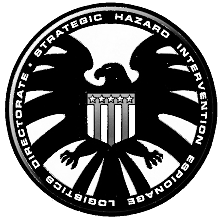 STRATEGIC HAZARD INTERVENTION ESPIONAGE LOGISTICS DIRECTORATE •